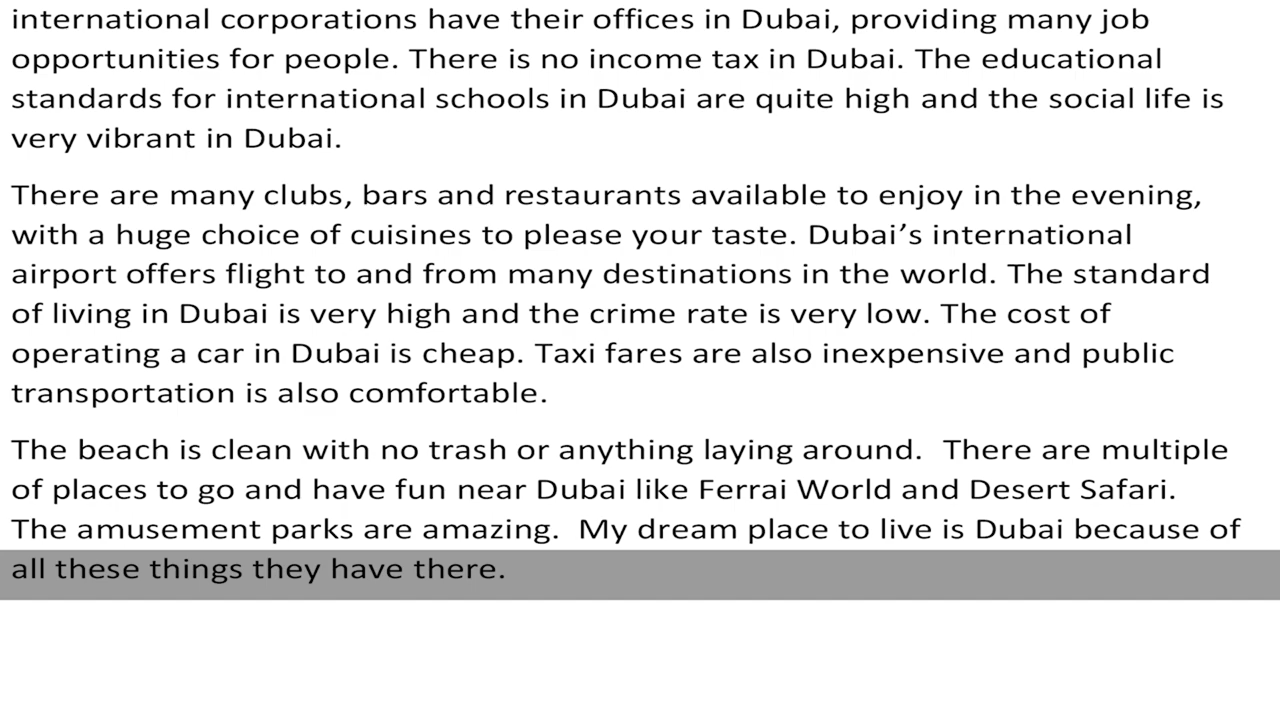 international corporations have their offices in Dubai, providing many job
opportunities for people. There is no income tax in Dubai. The educational
standards for international schools in Dubai are quite high and the social life is
very vibrant in Dubai.
There are many clubs, bars and restaurants available to enjoy in the evening,
with a huge choice of cuisines to please your taste. Dubai’s international
airport offers flight to and from many destinations in the world. The standard
of living in Dubai is very high and the crime rate is very low. The cost of
operating a car in Dubai is cheap. Taxi fares are also inexpensive and public
transportation is also comfortable.
The beach is clean with no trash or anything laying around.  There are multiple
of places to go and have fun near Dubai like Ferrai World and Desert Safari.
The amusement parks are amazing.  My dream place to live is Dubai because of
all these things they have there.